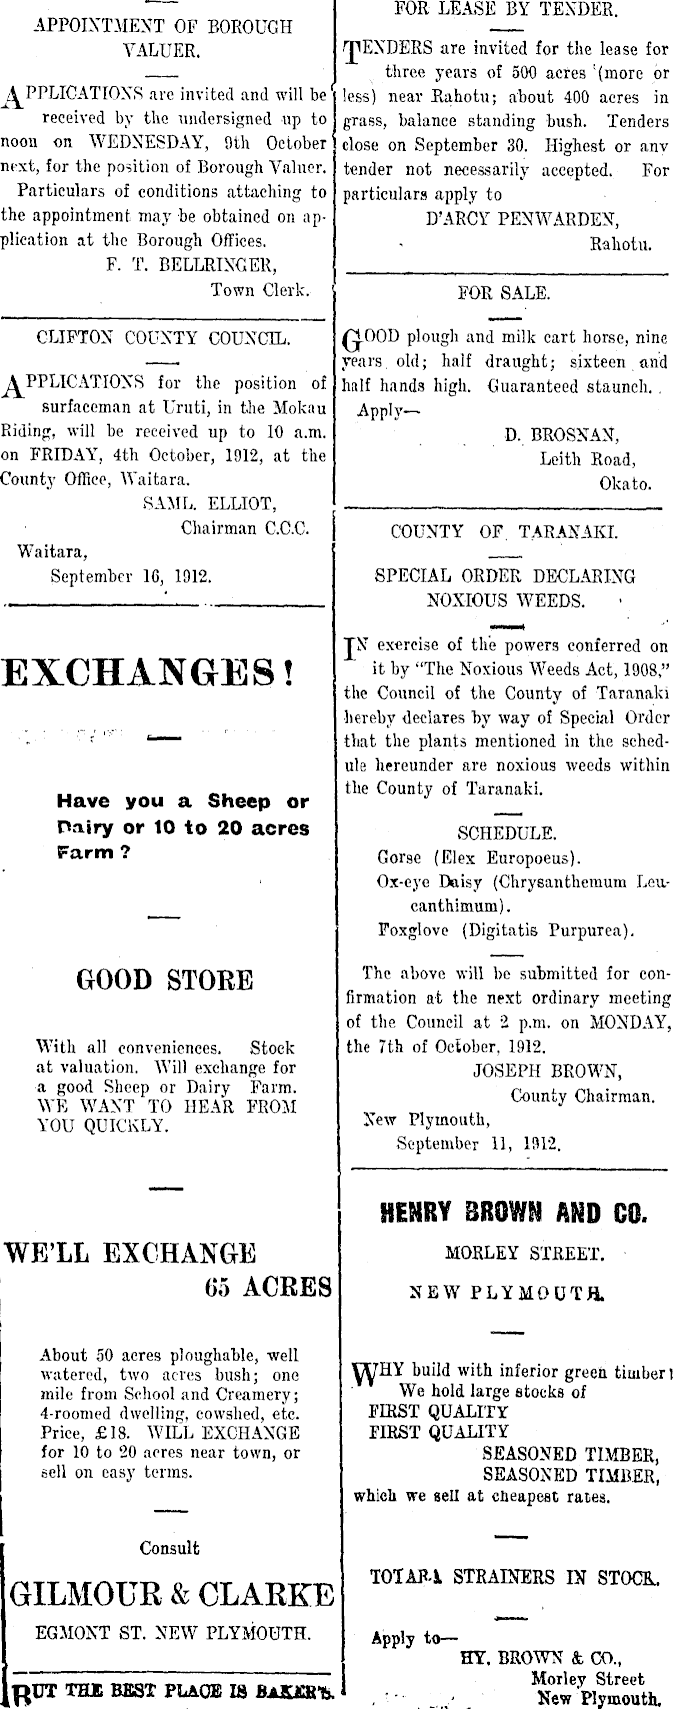 APPOINTMENT OF BOROUGH
VALUER.
APPLICATIONS are invited and will be
received by the undersigned up to
noon on WEDNESDAY, 9th October
next, for the position of Borough Valuer.
Particulars of conditions attaching to
the appointment may be obtained on ap-
plication at the Borough Offices.
F. T. BELLRINGER,
Town Clerk.
CLIFTON COUNTY COUNCIL.
APPLICATIONS for the position of
surfaceman at Uruti, in the Mokau
Riding, will be received up to 10 a.m.
on FRIDAY, 4th October, 1912, at the
County Office, Waitara.
SAML. ELLIOT,
Chairman C.C.C.
Waitara,
September 16, 1912.
EXCHANGES!
Have you a Sheep or
Dairy or 10 to 20 acres
Farm?
GOOD STORE
With all conveniences. Stock
at valuation. Will exchange for
a good Sheep or Dairy Farm.
WE WANT TO HEAR FROM
YOU QUICKLY.
WE'LL EXCHANGE
65 ACRES
About 50 acres ploughable, well
watered, two acres bush; one
mile from School and Creamery;
4-roomed dwelling, cowshed, etc.
Price, £18. WILL EXCHANGE
for 10 to 20 acres near town, or
sell on easy terms.
Consult
GILMOUR & CLARKE
EGMONT ST. NEW PLYMOUTH.
BUT THE BEST PLACE IS BAKER'S.
FOR LEASE BY TENDER.
TENDERS are invited for the lease for
three years of 500 acres (more or
less) near Rahotu; about 400 acres in
grass, balance standing bush. Tenders
close on September 30. Highest or any
tender not necessarily accepted. For
particulars apply to
D'ARCY PENWARDEN,
Rahotu.
FOR SALE.
GOOD plough and milk cart horse, nine
years old; half draught; sixteen and
half hands high. Guaranteed staunch.
Apply—
D. BROSNAN,
Leith Road,
Okato.
COUNTY OF TARANAKI.
SPECIAL ORDER DECLARING
NOXIOUS WEEDS.
IN exercise of the powers conferred on
it by "The Noxious Weeds Act, 1908,"
the Council of the County of Taranaki
hereby declares by way of Special Order
that the plants mentioned in the sched-
ule hereunder are noxious weeds within
the County of Taranaki.
SCHEDULE.
Gorse (Elex Europoeus).
Ox-eye Daisy (Chrysanthemum Leu-
canthimum).
Foxglove (Digitatis Purpurea).
The above will be submitted for con-
firmation at the next ordinary meeting
of the Council at 2 p.m. on MONDAY,
the 7th of October, 1912.
JOSEPH BROWN,
County Chairman.
New Plymouth,
September 11, 1912.
HENRY BROWN AND CO.
MORLEY STREET.
NEW PLYMOUTH.
WHY build with inferior green timber?
We hold large stocks of
FIRST QUALITY
FIRST QUALITY
SEASONED TIMBER,
SEASONED TIMBER,
which we sell at cheapest rates.
TOTARA STRAINERS IN STOCK.
Apply to—
HY. BROWN & CO.,
Morley Street
New Plymouth.